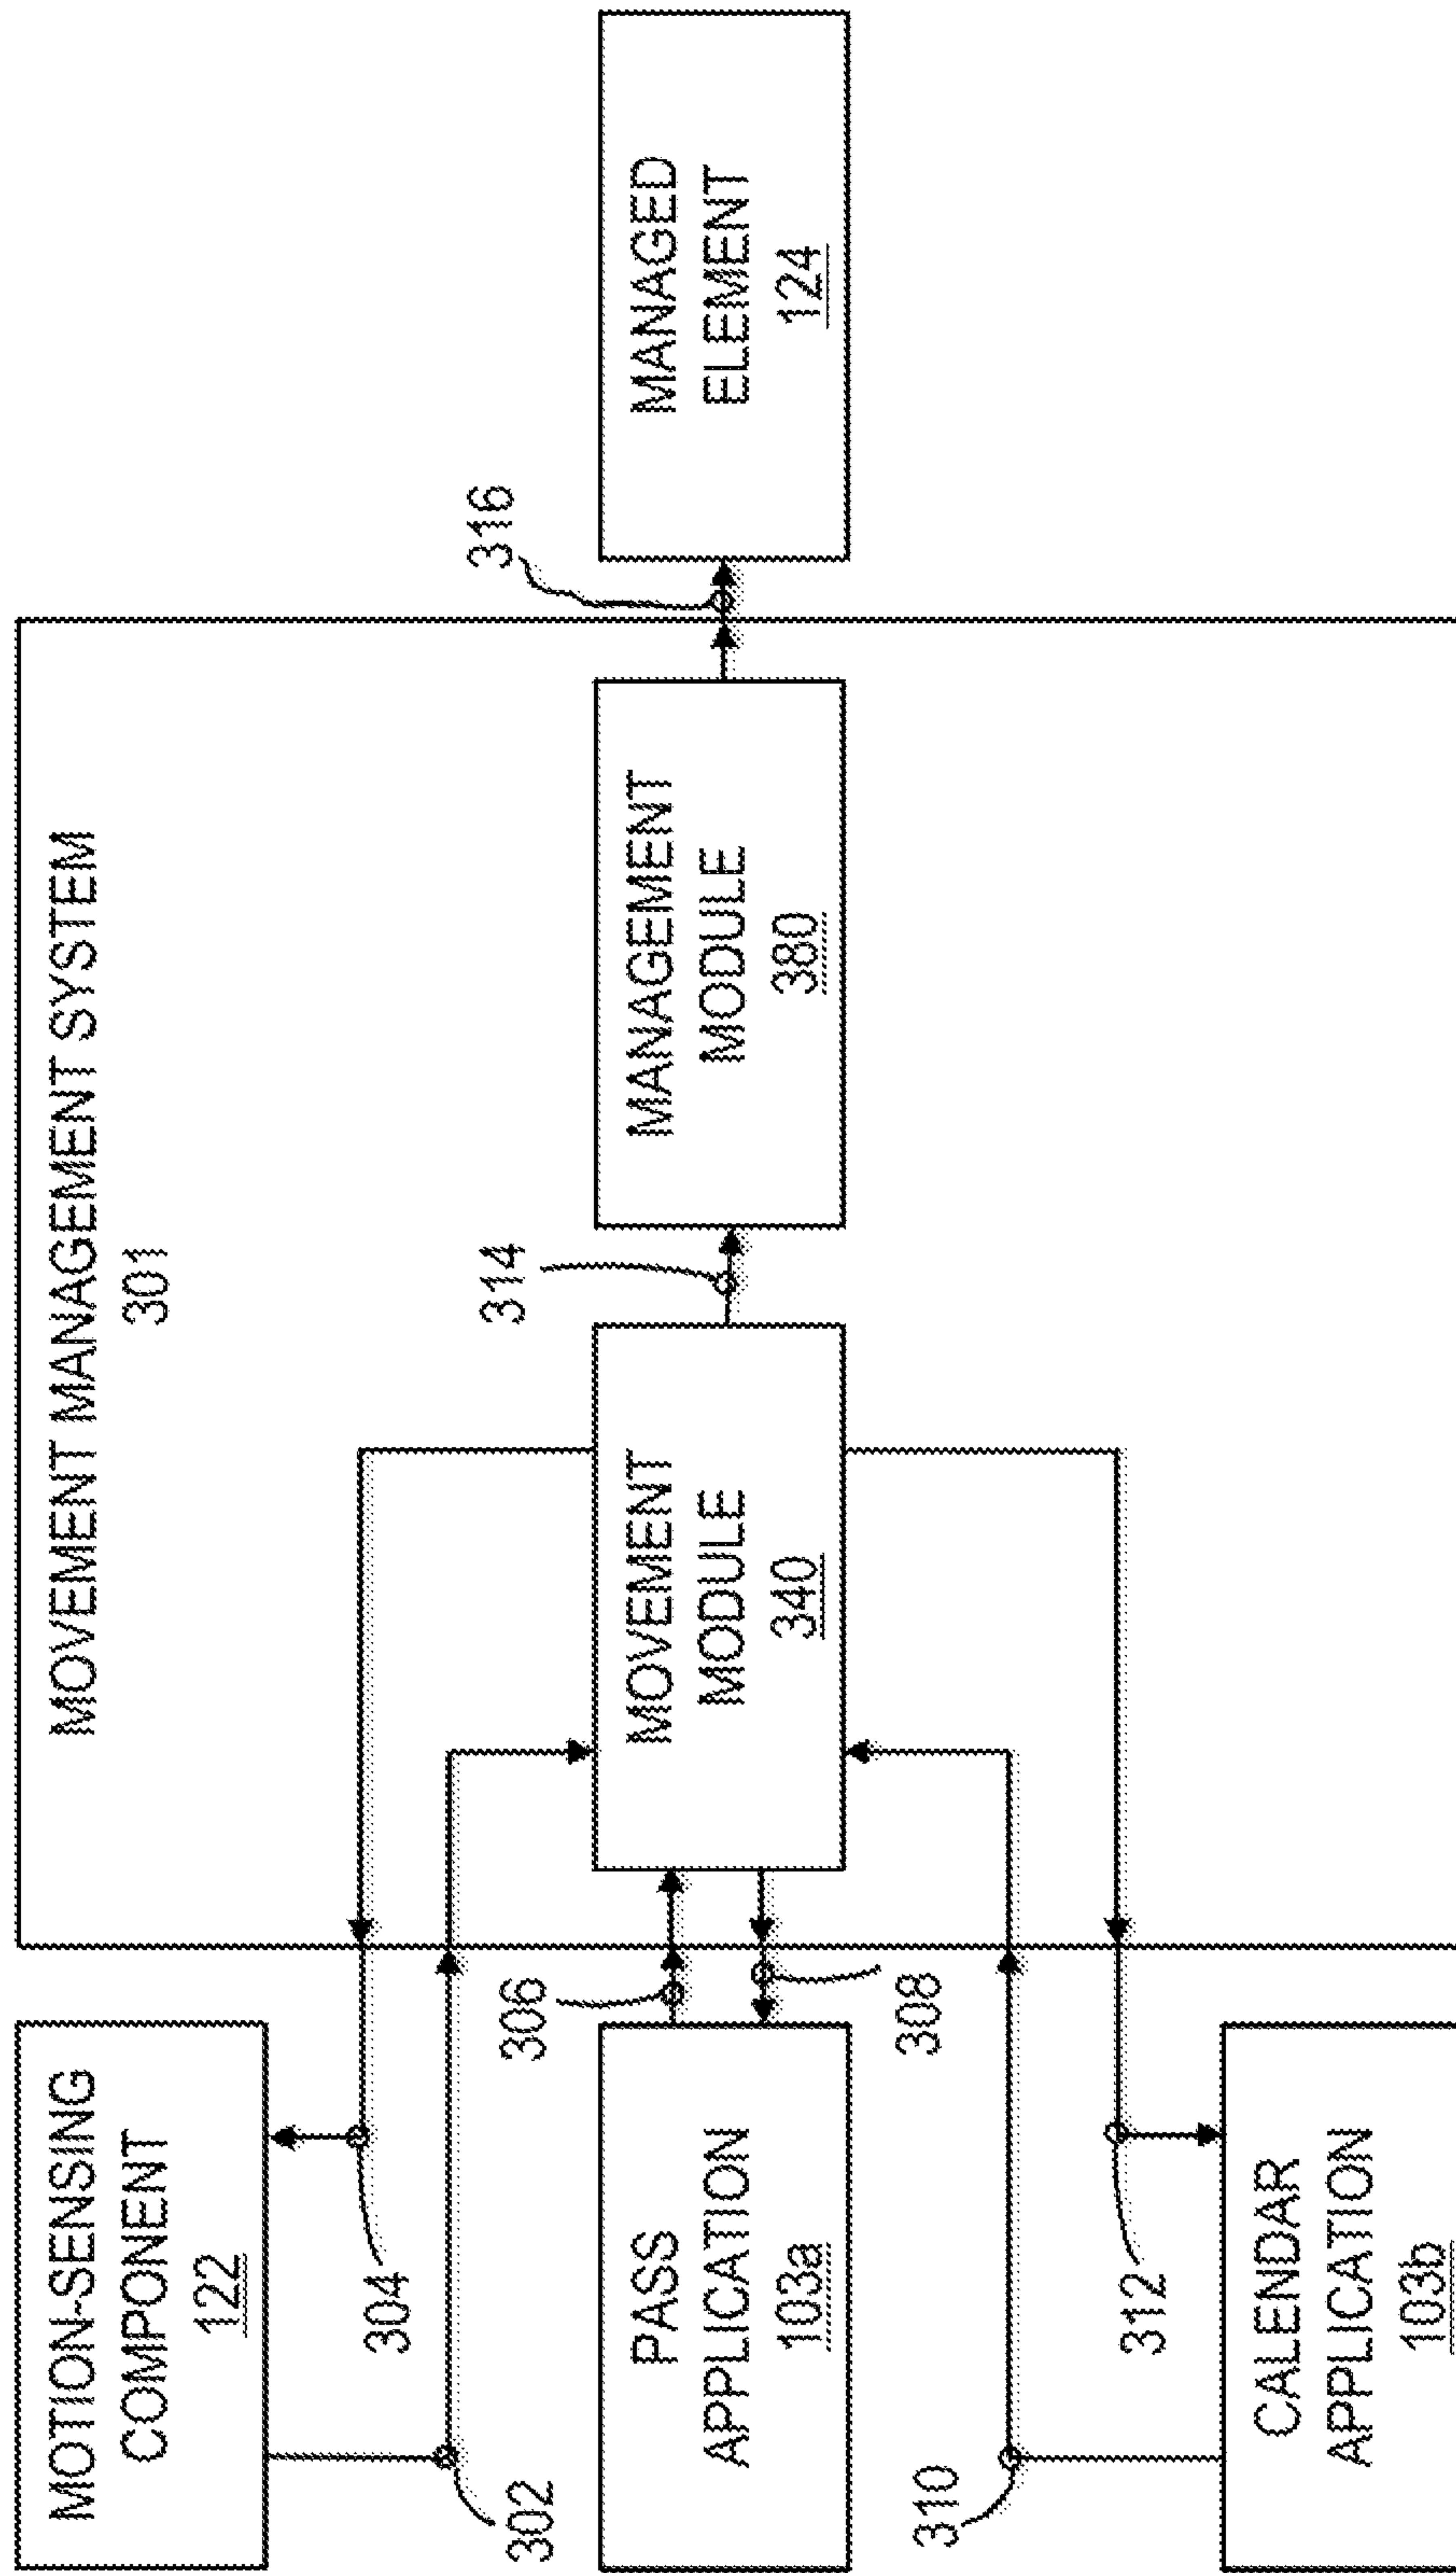 MOVEMENT MANAGEMENT SYSTEM
301
MOTION-SENSING
COMPONENT
122
304
302
306
PASS
APPLICATION
103a
308
310
312
CALENDAR
APPLICATION
103b
MOVEMENT
MODULE
340
314
MANAGEMENT
MODULE
380
316
MANAGED
ELEMENT
124